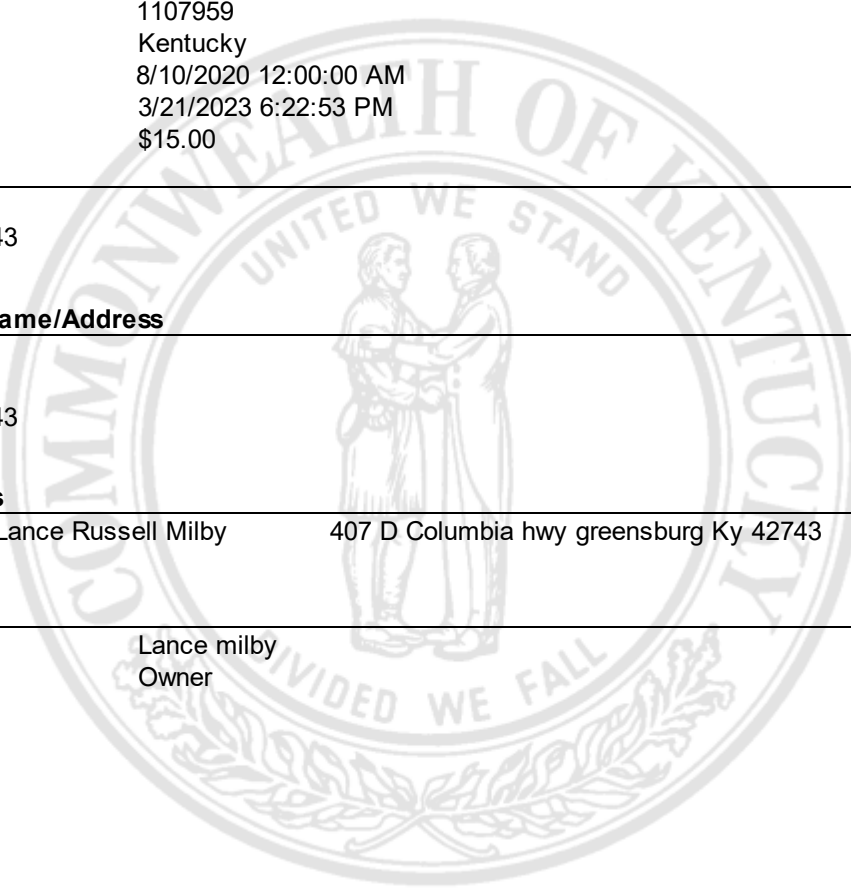 1107959
Kentucky
8/10/2020 12:00:00 AM
3/21/2023 6:22:53 PM
$15.00
COMMONWEALTH OF KENTUCKY
UNITED WE STAND
43
ame/Address
43
s
Lance Russell Milby 407 D Columbia hwy greensburg Ky 42743
Lance milby
Owner
DIVIDED WE FALL